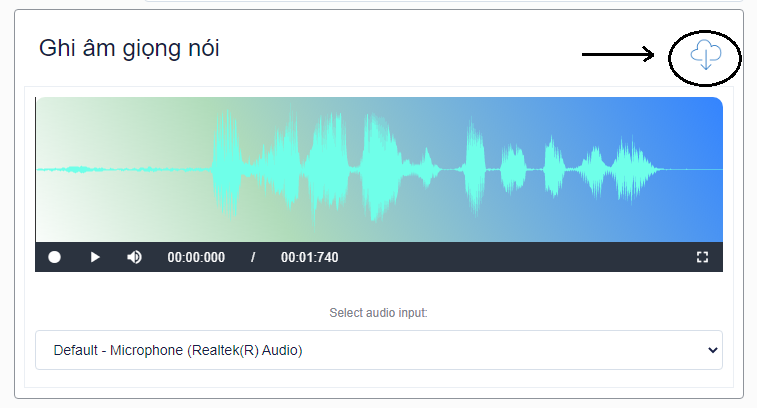 Ghi âm giọng nói
00:00:000 / 00:01:740
Select audio input:
Default - Microphone (Realtek(R) Audio)